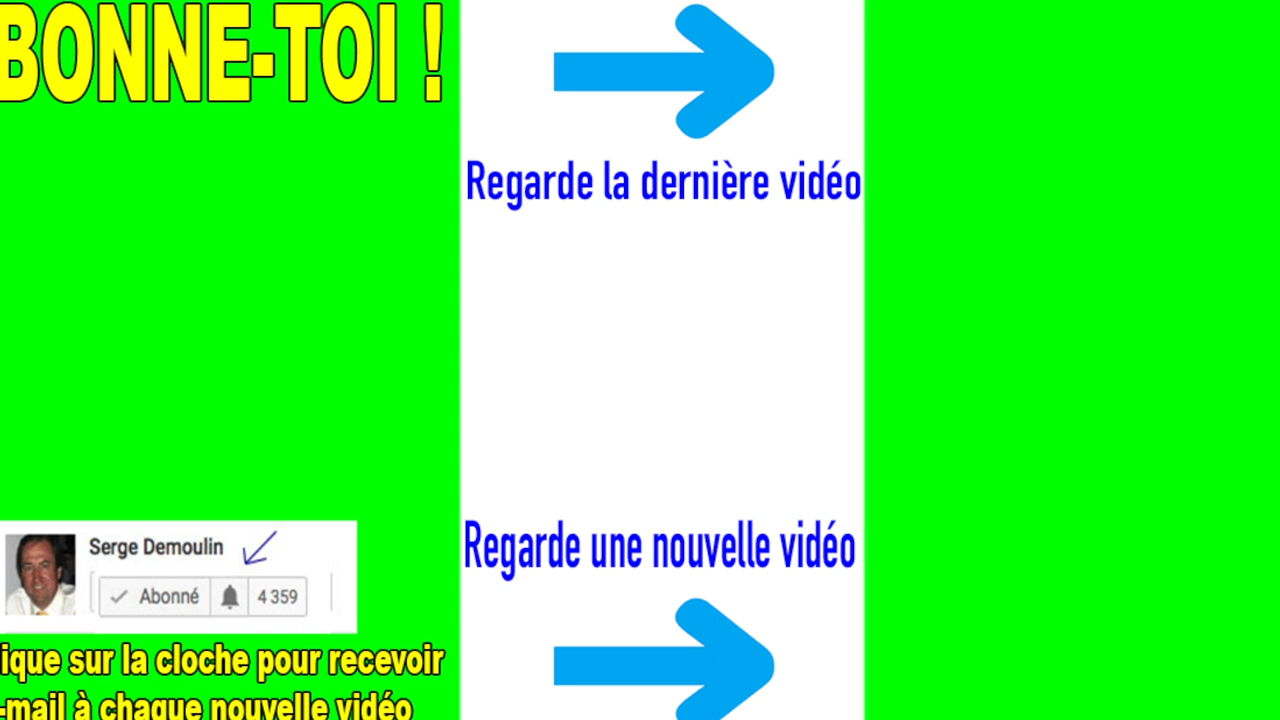 BONNE-TOI !
Regarde la dernière vidéo
Regarde une nouvelle vidéo
Serge Demoulin
Abonné 4 359
ique sur la cloche pour recevoir
-mail à chaque nouvelle vidéo